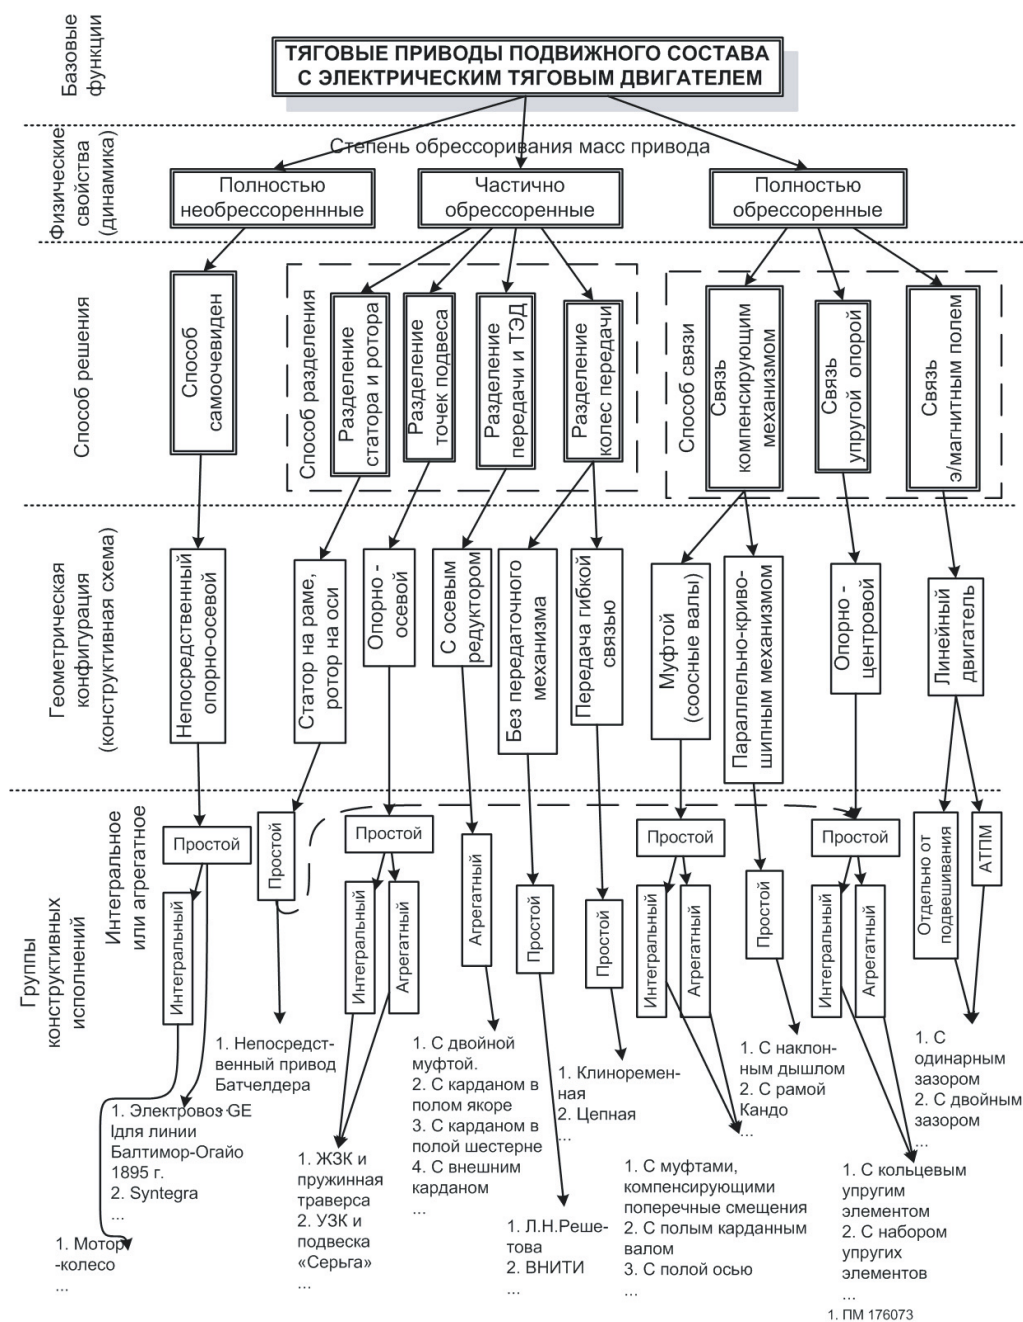 Базовые
функции
ТЯГОВЫЕ ПРИВОДЫ ПОДВИЖНОГО СОСТАВА
С ЭЛЕКТРИЧЕСКИМ ТЯГОВЫМ ДВИГАТЕЛЕМ
Физические
свойства
(динамика)
Степень обрессоривания масс привода
Полностью
необрессореннные
Частично
обрессоренные
Полностью
обрессоренные
Способ решения
Способ
самоочевиден
Способ разделения
Разделение
статора и ротора
Разделение
точек подвеса
Разделение
передачи и ТЭД
Разделение
колес передачи
Способ связи
Связь
компенсирующим
механизмом
Связь
упругой опорой
Связь
э/магнитным полем
Геометрическая
конфигурация
(конструктивная схема)
Непосредственный
опорно-осевой
Статор на раме,
ротор на оси
Опорно -
осевой
С осевым
редуктором
Без передаточного
механизма
Передача гибкой
связью
Муфтой
(соосные валы)
Параллельно-криво-
шипным механизмом
Опорно -
центровой
Линейный
двигатель
Группы
конструктивных
исполнений
Интегральное
или агрегатное
Простой
Интегральный
Простой
Простой
Интегральный
Агрегатный
Агрегатный
Простой
Простой
Простой
Интегральный
Агрегатный
Простой
Простой
Интегральный
Агрегатный
Отдельно от
подвешивания
АТПМ
1. Мотор
-колесо
...
1. Электровоз GE
Iдля линии
Балтимор-Огайо
1895 г.
2. Syntegra
...
1. Непосредст-
венный привод
Батчелдера
1. ЖЗК и
пружинная
траверса
2. УЗК и
подвеска
«Серьга»
...
1. С двойной
муфтой.
2. С карданом в
полом якоре
3. С карданом в
полой шестерне
4. С внешним
карданом
...
1. Л.Н.Реше-
това
2. ВНИТИ
...
1. Клиноремен-
ная
2. Цепная
...
1. С муфтами,
компенсирующими
поперечные смещения
2. С полым карданным
валом
3. С полой осью
...
1. С наклон-
ным дышлом
2. С рамой
Кандо
...
1. С кольцевым
упругим
элементом
2. С набором
упругих
элементов
...
1. С
одинарным
зазором
2. С двойным
зазором
...
1. ПМ 176073